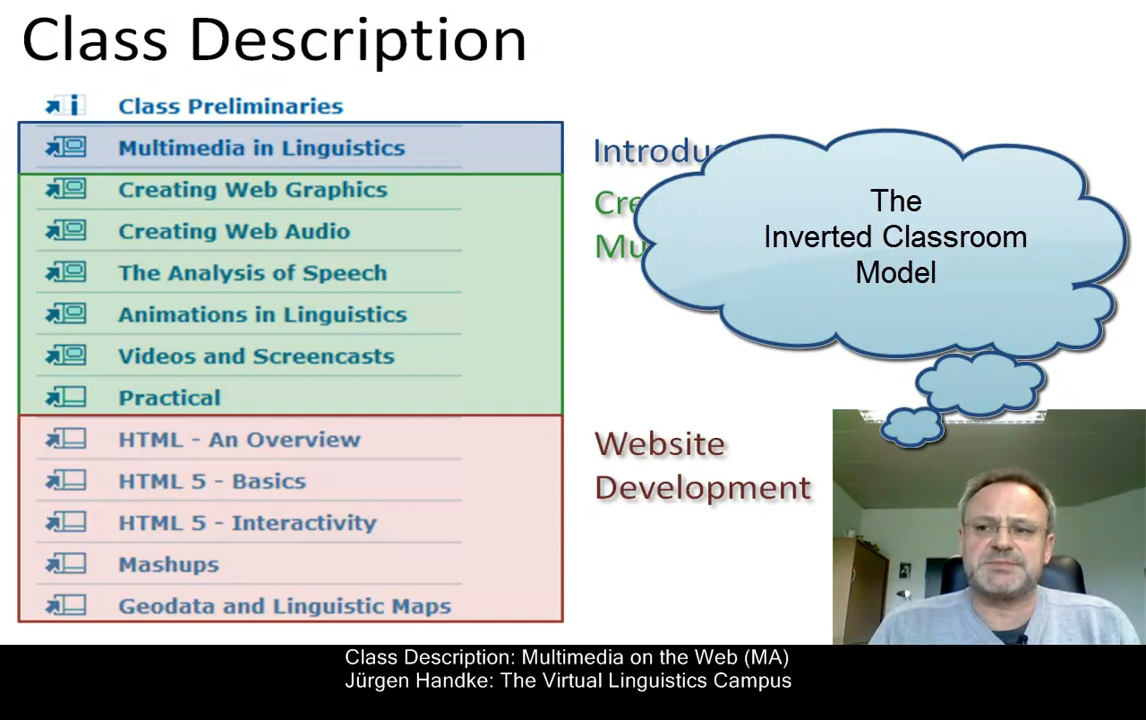 Class Description
Class Preliminaries
Multimedia in Linguistics
Creating Web Graphics
Creating Web Audio
The Analysis of Speech
Animations in Linguistics
Videos and Screencasts
Practical
HTML - An Overview
HTML 5 - Basics
HTML 5 - Interactivity
Mashups
Geodata and Linguistic Maps
The
Inverted Classroom
Model
Website
Development
Class Description: Multimedia on the Web (MA)
Jürgen Handke: The Virtual Linguistics Campus